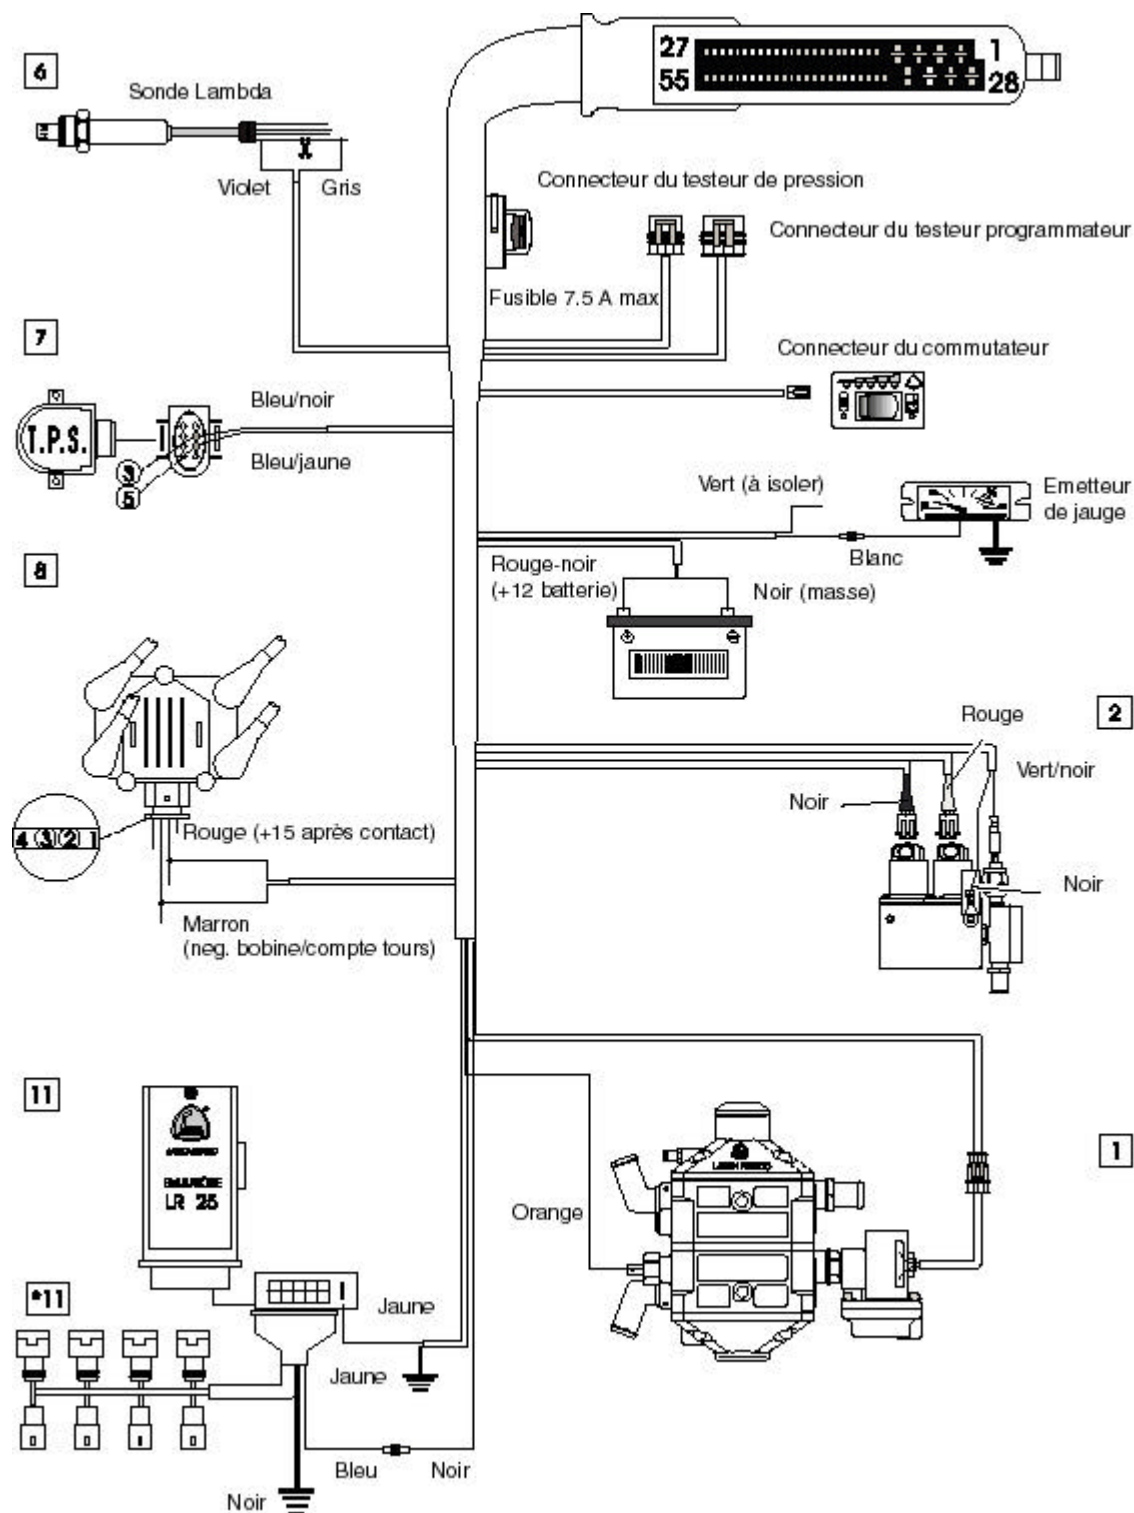 27 1
55 28
6
Sonde Lambda
Violet Gris
Connecteur du testeur de pression
Connecteur du testeur programmateur
Fusible 7.5 A max
7
Connecteur du commutateur
Bleu/noir
T.P.S.
Bleu/jaune
3
5
Vert (à isoler)
Emetteur
de jauge
Blanc
8
Rouge-noir
(+12 batterie)
Noir (masse)
2
Rouge
Vert/noir
Noir
4 3 2 1
Rouge (+15 après contact)
Noir
Marron
(neg. bobine/compte tours)
11
1
LR 25
Orange
*11
Jaune
Jaune
Bleu
Noir
Noir